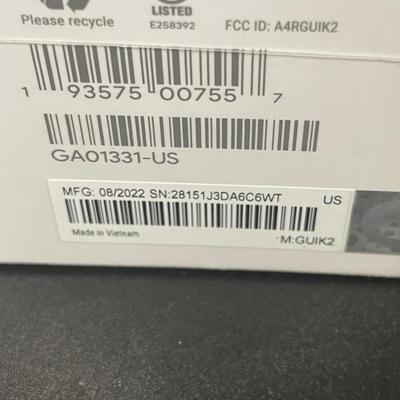 Please recycle
LISTED
E258392
FCC ID: A4RGUIK2
1 93575 00755 7
GA01331-US
MFG: 08/2022 SN:28151J3DA6C6WT US
Made in Vietnam
M:GUIK2